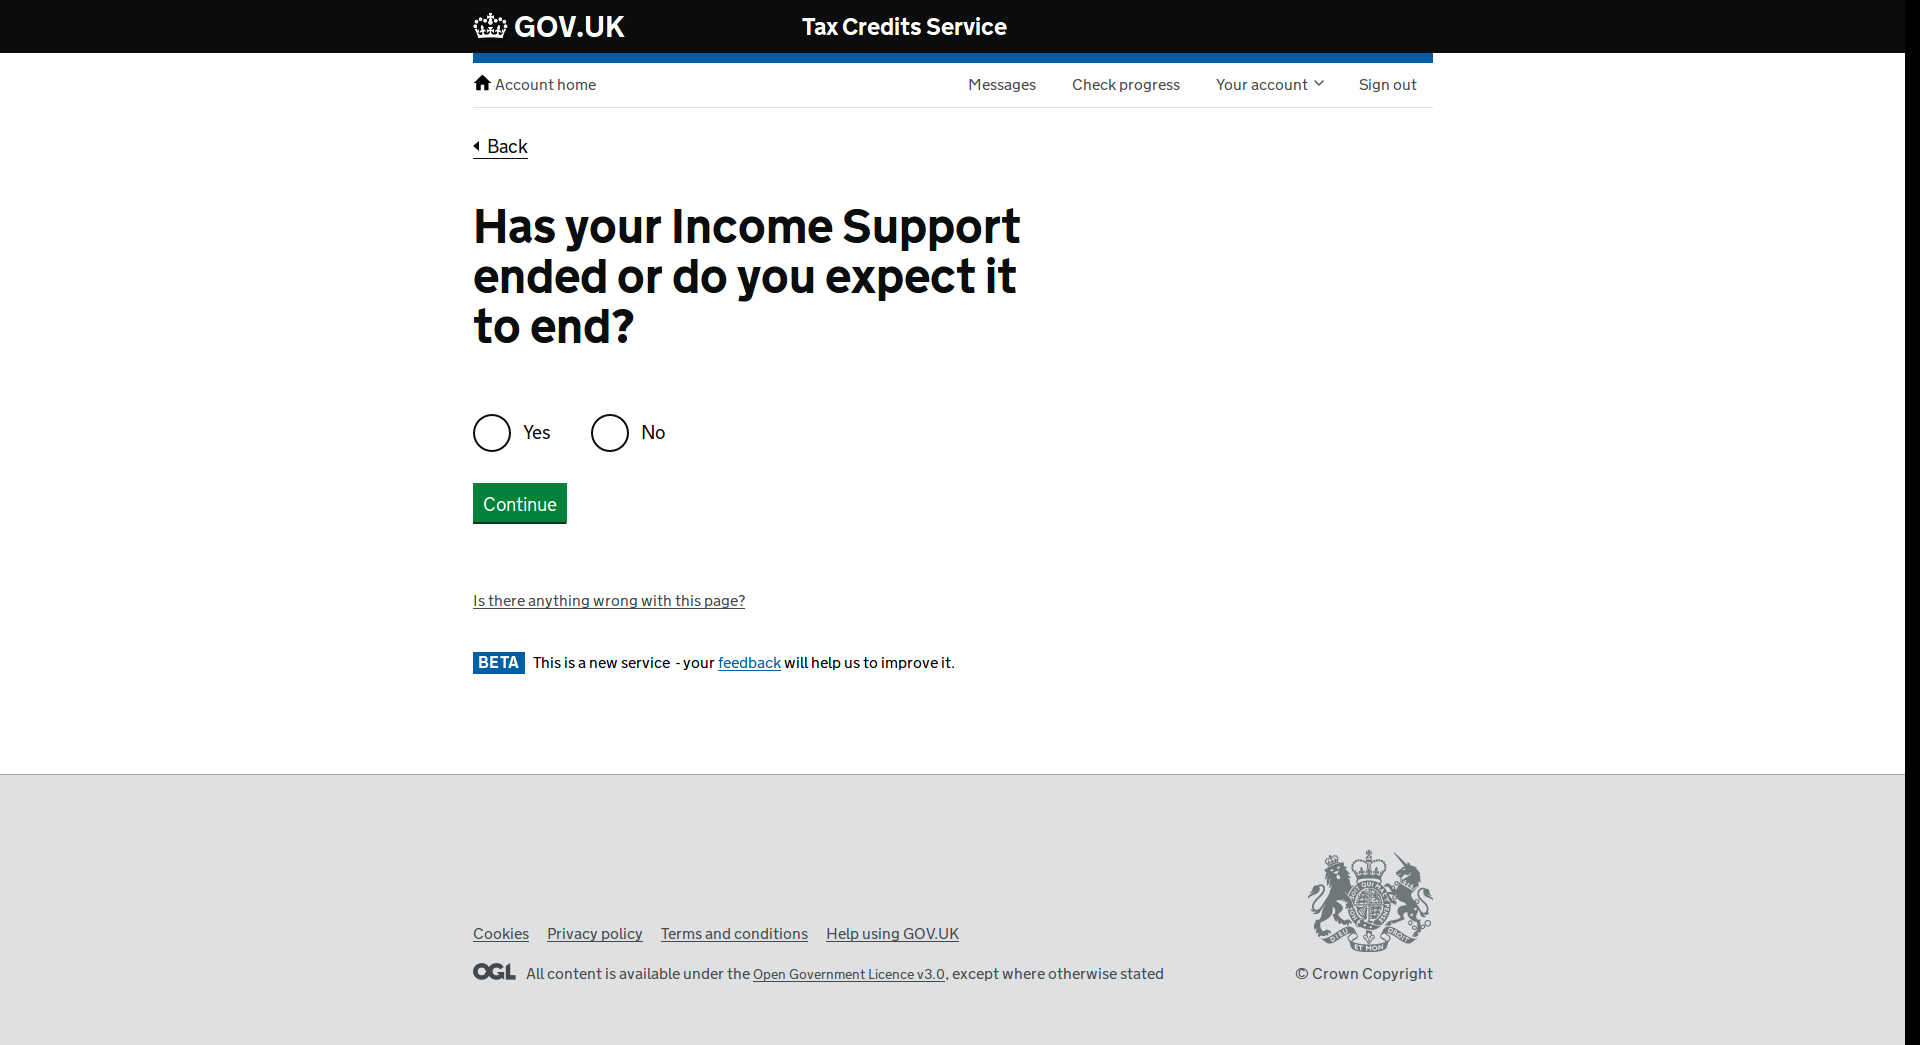 GOV.UK
Tax Credits Service
Account home
Messages
Check progress
Your account
Sign out
Back
Has your Income Support
ended or do you expect it
to end?
Yes
No
Continue
Is there anything wrong with this page?
BETA This is a new service - your feedback will help us to improve it.
Cookies
Privacy policy
Terms and conditions
Help using GOV.UK
OGL All content is available under the Open Government Licence v3.0, except where otherwise stated
DIEU ET MON DROIT
© Crown Copyright